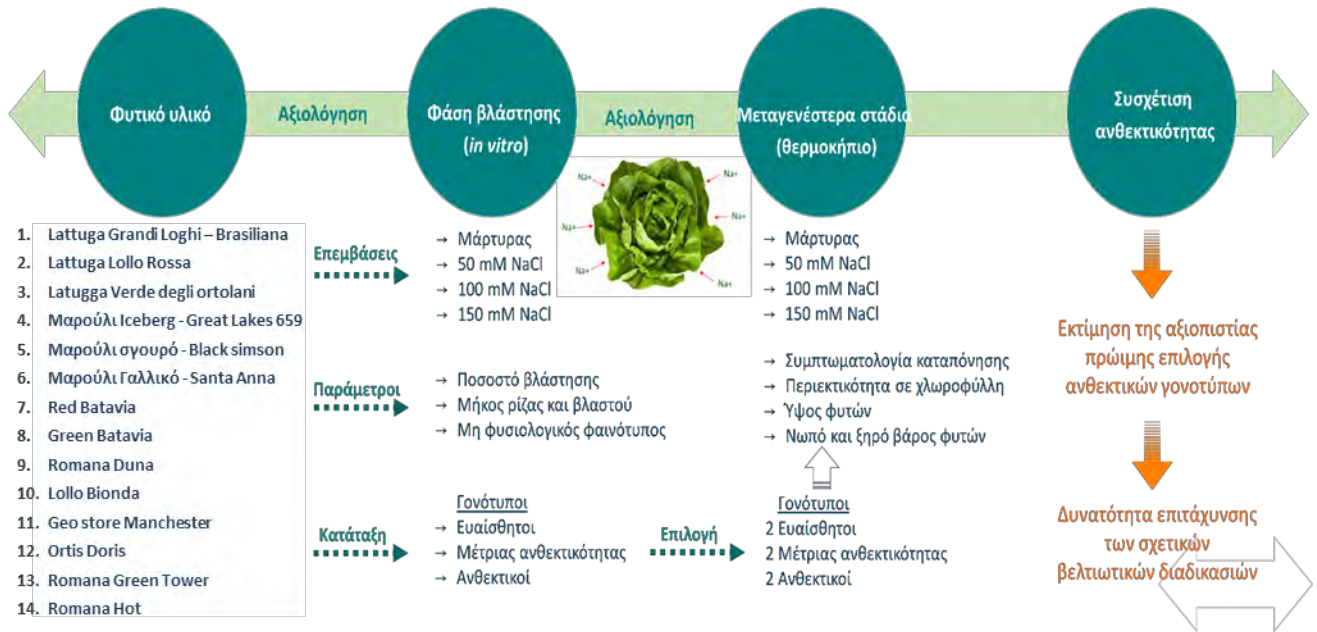 Φυτικό υλικό
Αξιολόγηση
Φάση βλάστησης
(in vitro)
Αξιολόγηση
Μεταγενέστερα στάδια
(θερμοκήπιο)
Συσχέτιση
ανθεκτικότητας
1. Lattuga Grandi Loghi – Brasiliana
2. Lattuga Lollo Rossa
3. Latugga Verde degli ortolani
4. Μαρούλι Iceberg - Great Lakes 659
5. Μαρούλι σγουρό - Black simson
6. Μαρούλι Γαλλικό - Santa Anna
7. Red Batavia
8. Green Batavia
9. Romana Duna
10. Lollo Bionda
11. Geo store Manchester
12. Ortis Doris
13. Romana Green Tower
14. Romana Hot
Επεμβάσεις
→ Μάρτυρας
→ 50 mM NaCl
→ 100 mM NaCl
→ 150 mM NaCl
Na+
Na+
Na+
Na+
Na+
Na+
→ Μάρτυρας
→ 50 mM NaCl
→ 100 mM NaCl
→ 150 mM NaCl
Παράμετροι
→ Ποσοστό βλάστησης
→ Μήκος ρίζας και βλαστού
→ Μη φυσιολογικός φαινότυπος
→ Συμπτωματολογία καταπόνησης
→ Περιεκτικότητα σε χλωροφύλλη
→ Ύψος φυτών
→ Νωπό και ξηρό βάρος φυτών
Κατάταξη
Γονότυποι
→ Ευαίσθητοι
→ Μέτριας ανθεκτικότητας
→ Ανθεκτικοί
Επιλογή
Γονότυποι
2 Ευαίσθητοι
2 Μέτριας ανθεκτικότητας
2 Ανθεκτικοί
Εκτίμηση της αξιοπιστίας
πρώιμης επιλογής
ανθεκτικών γονοτύπων
Δυνατότητα επιτάχυνσης
των σχετικών
βελτιωτικών διαδικασιών